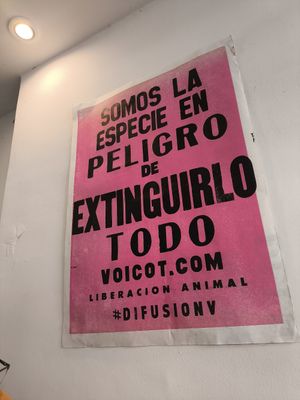 SOMOS LA
ESPECIE EN
PELIGRO
DE
EXTINGUIRLO
TODO
VOICOT.COM
LIBERACION ANIMAL
#DIFUSIONV